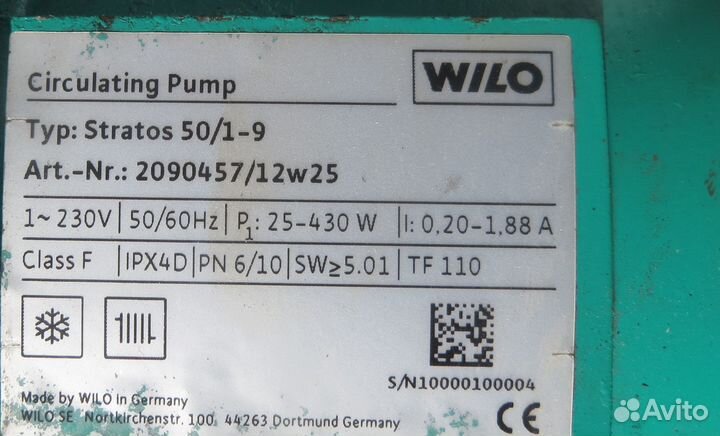 Circulating Pump
WILO
Typ: Stratos 50/1-9
Art.-Nr.: 2090457/12w25
1~ 230V 50/60Hz P1: 25-430 W I: 0,20-1,88 A
Class F IPX4D PN 6/10 SW≥5.01 TF 110
S/N10000100004
Made by WILO in Germany
WILO SE Nortkirchenstr. 100 44263 Dortmund Germany
CE
Avito